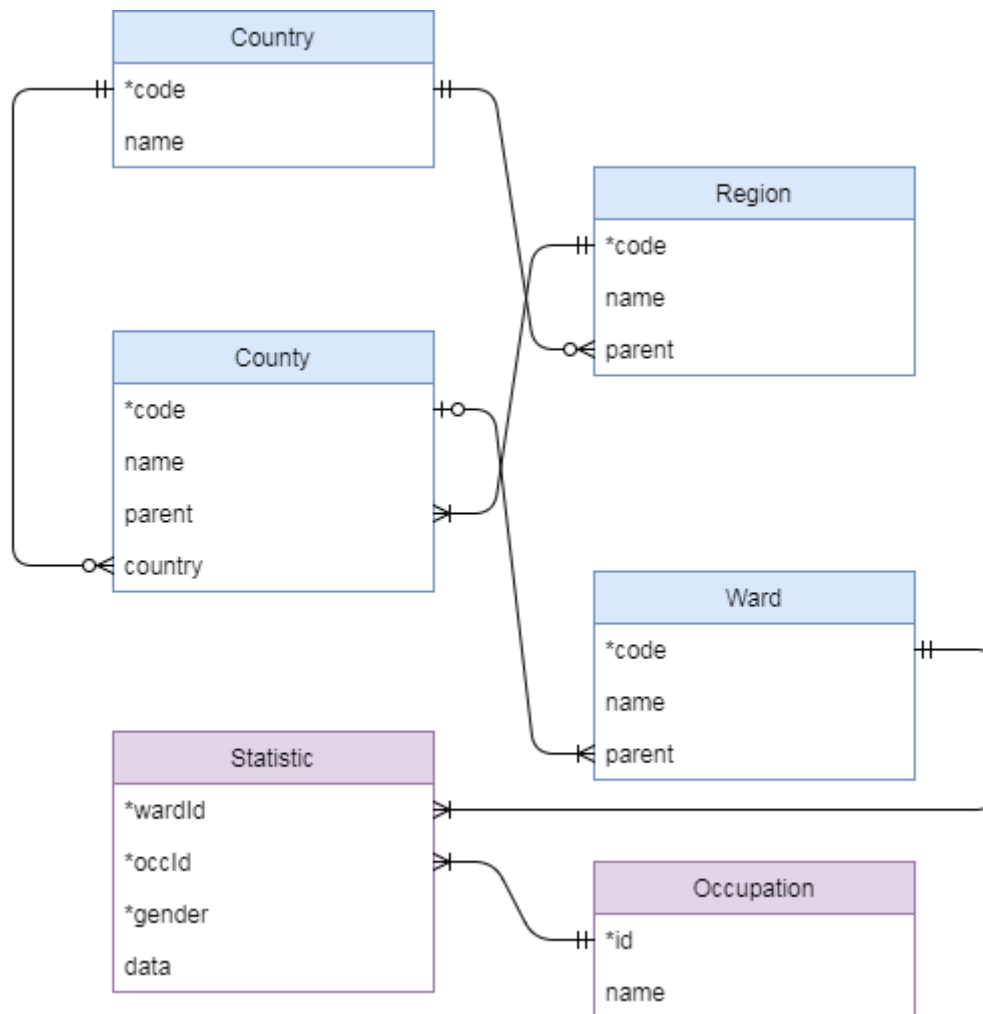 Country
*code
name
Region
*code
name
parent
County
*code
name
parent
country
Ward
*code
name
parent
Statistic
*wardId
*occId
*gender
data
Occupation
*id
name